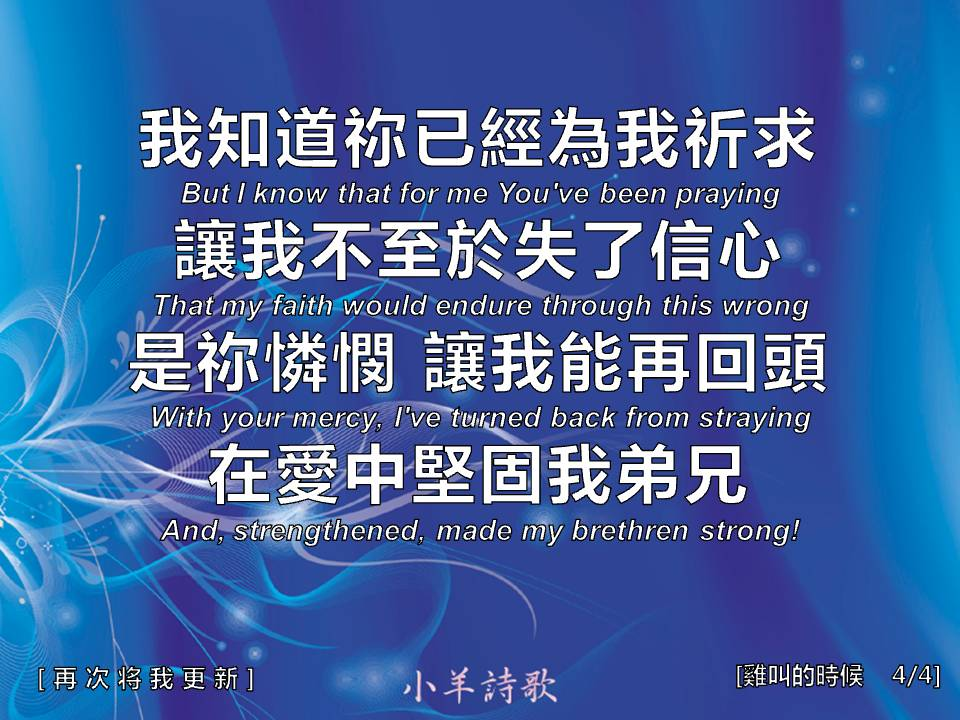 我知道祢已經為我祈求
But I know that for me You've been praying
讓我不至於失了信心
That my faith would endure through this wrong
是祢憐憫 讓我能再回頭
With your mercy, I've turned back from straying
在愛中堅固我弟兄
And, strengthened, made my brethren strong!
[ 再 次 将 我 更 新 ]
小羊詩歌
[雞叫的時候 4/4]